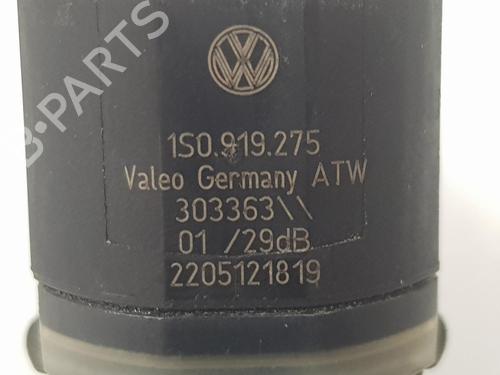 1S0.919.275
Valeo Germany ATW
303363\\
01 /29dB
2205121819
B-PARTS